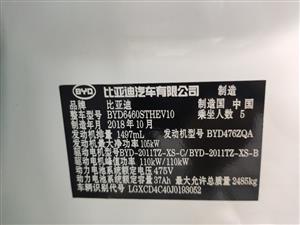 BYD 比亚迪汽车有限公司 制造
品牌 比亚迪 制造国 中国
整车型号 BYD6460STHEV10 乘坐人数 5
制造年月 2018年10月
发动机排量 1497mL 发动机型号 BYD476ZQA
发动机最大净功率 105kW
驱动电机型号 BYD-2011TZ-XS-C/BYD-2011TZ-XS-B
驱动电机峰值功率 110kW/110kW
动力电池系统额定电压 475V
动力电池系统额定容量 37Ah 最大允许总质量 2485kg
车辆识别代号 LGXCD4C40J0193052